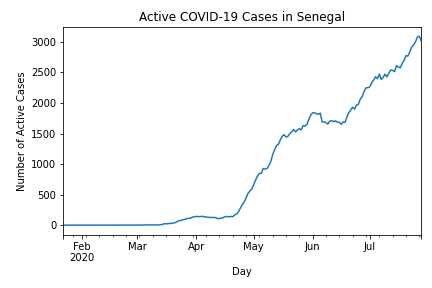 Active COVID-19 Cases in Senegal
3000
2500
2000
1500
1000
500
0
Number of Active Cases
Feb
2020
Mar
Apr
May
Jun
Jul
Day